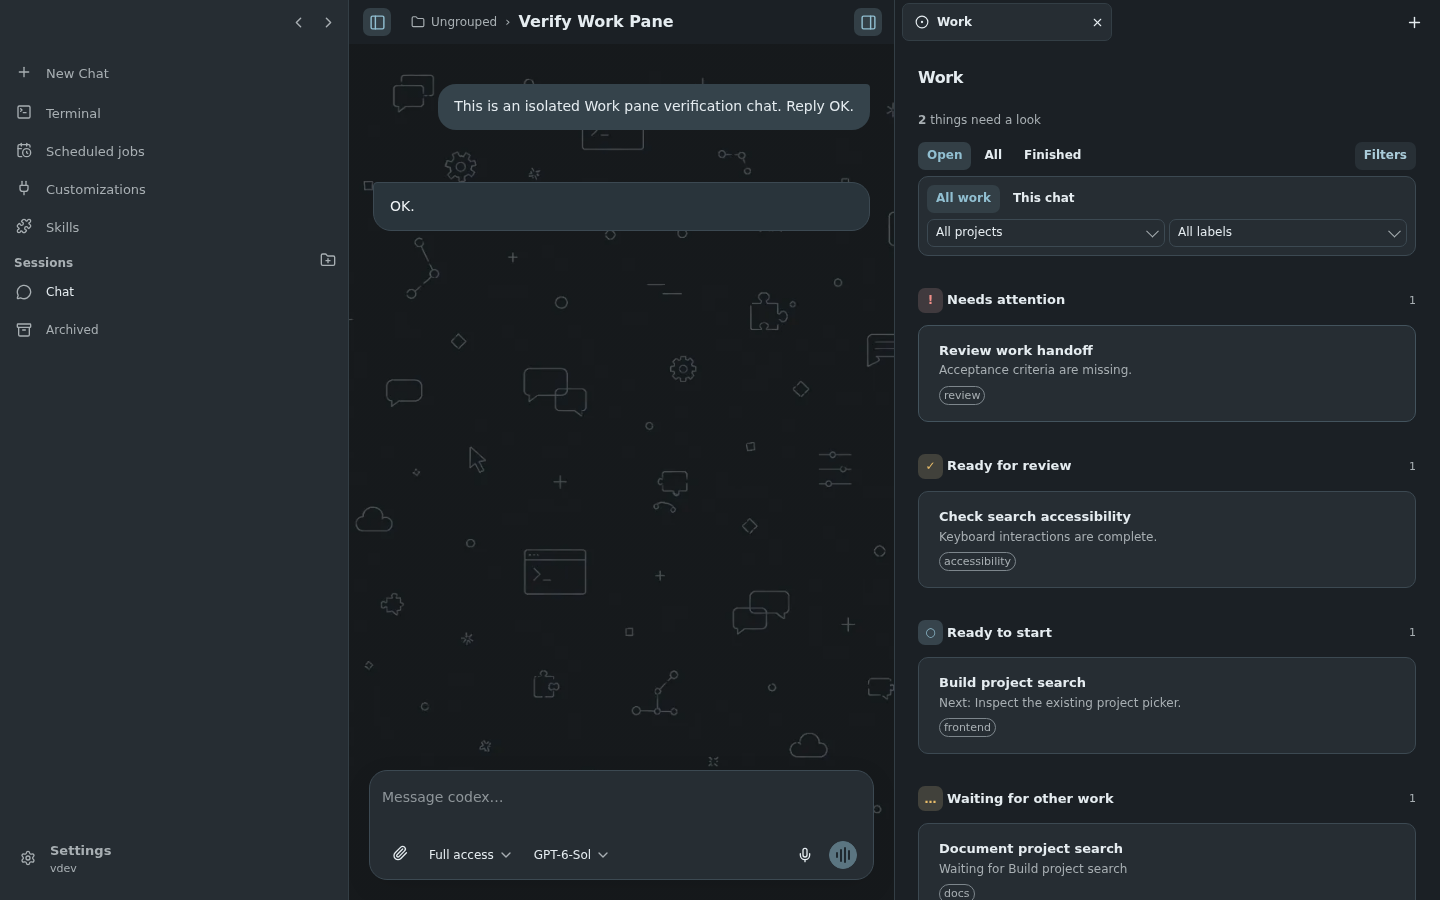 New Chat
Terminal
Scheduled jobs
Customizations
Skills
Sessions
Chat
Archived
Settings
vdev
Ungrouped › Verify Work Pane
This is an isolated Work pane verification chat. Reply OK.
OK.
Message codex...
Full access
GPT-6-Sol
Work
Work
2 things need a look
Open
All
Finished
Filters
All work
This chat
All projects
All labels
! Needs attention 1
Review work handoff
Acceptance criteria are missing.
review
✓ Ready for review 1
Check search accessibility
Keyboard interactions are complete.
accessibility
○ Ready to start 1
Build project search
Next: Inspect the existing project picker.
frontend
… Waiting for other work 1
Document project search
Waiting for Build project search
docs